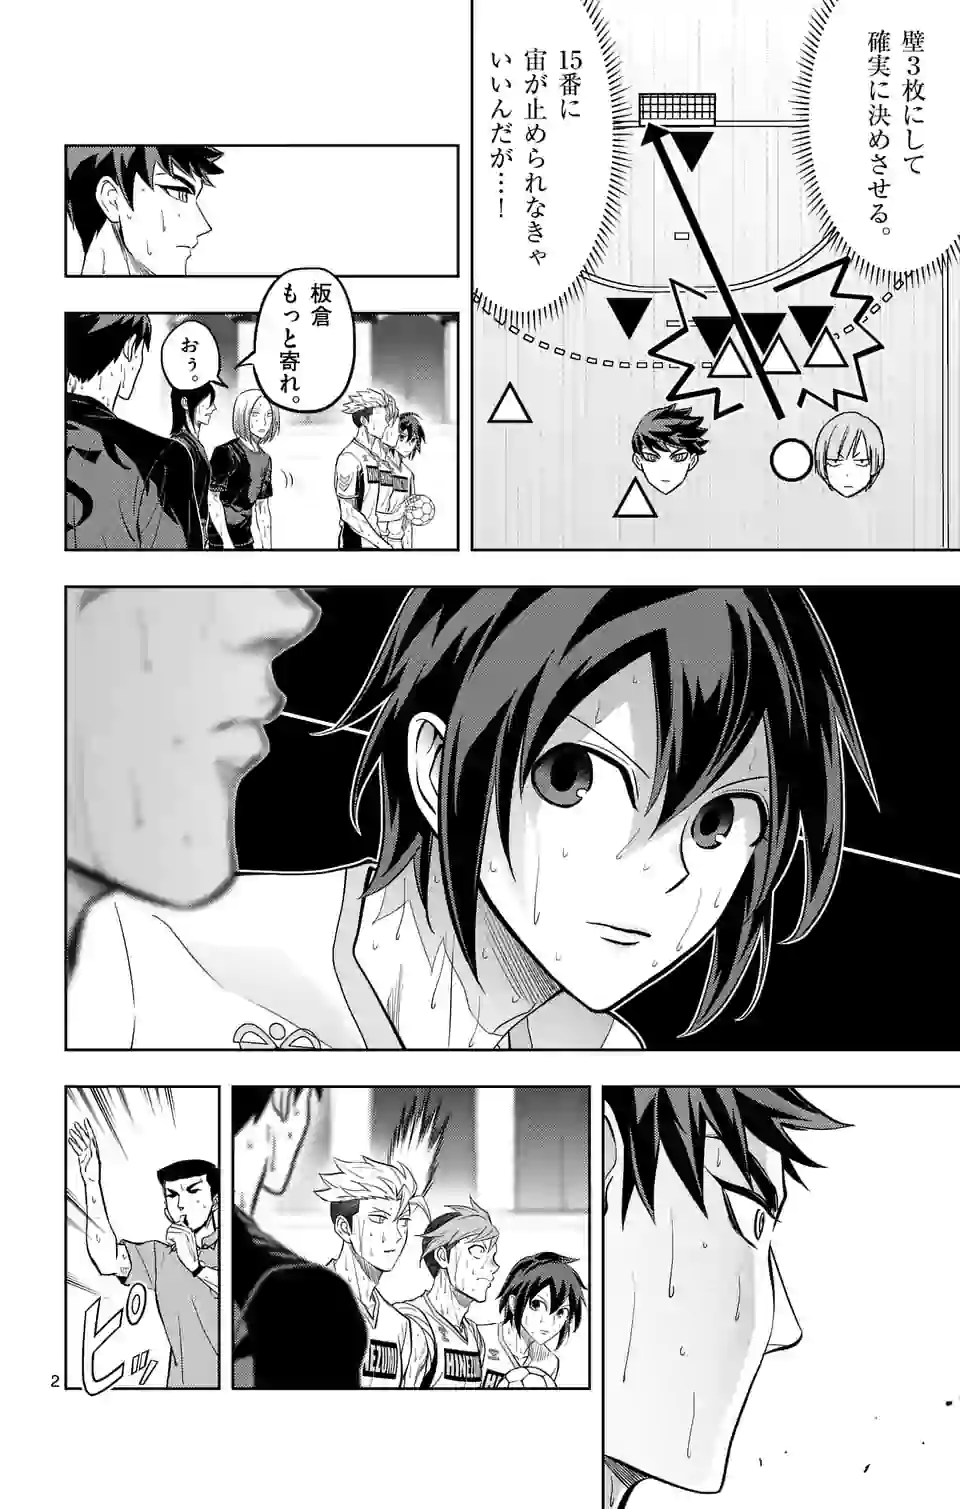 壁3枚にして
確実に決めさせる。
15番に
宙が止められなきゃ
いいんだが…！
板倉
もっと寄れ。
おぅ。
ピッ
2